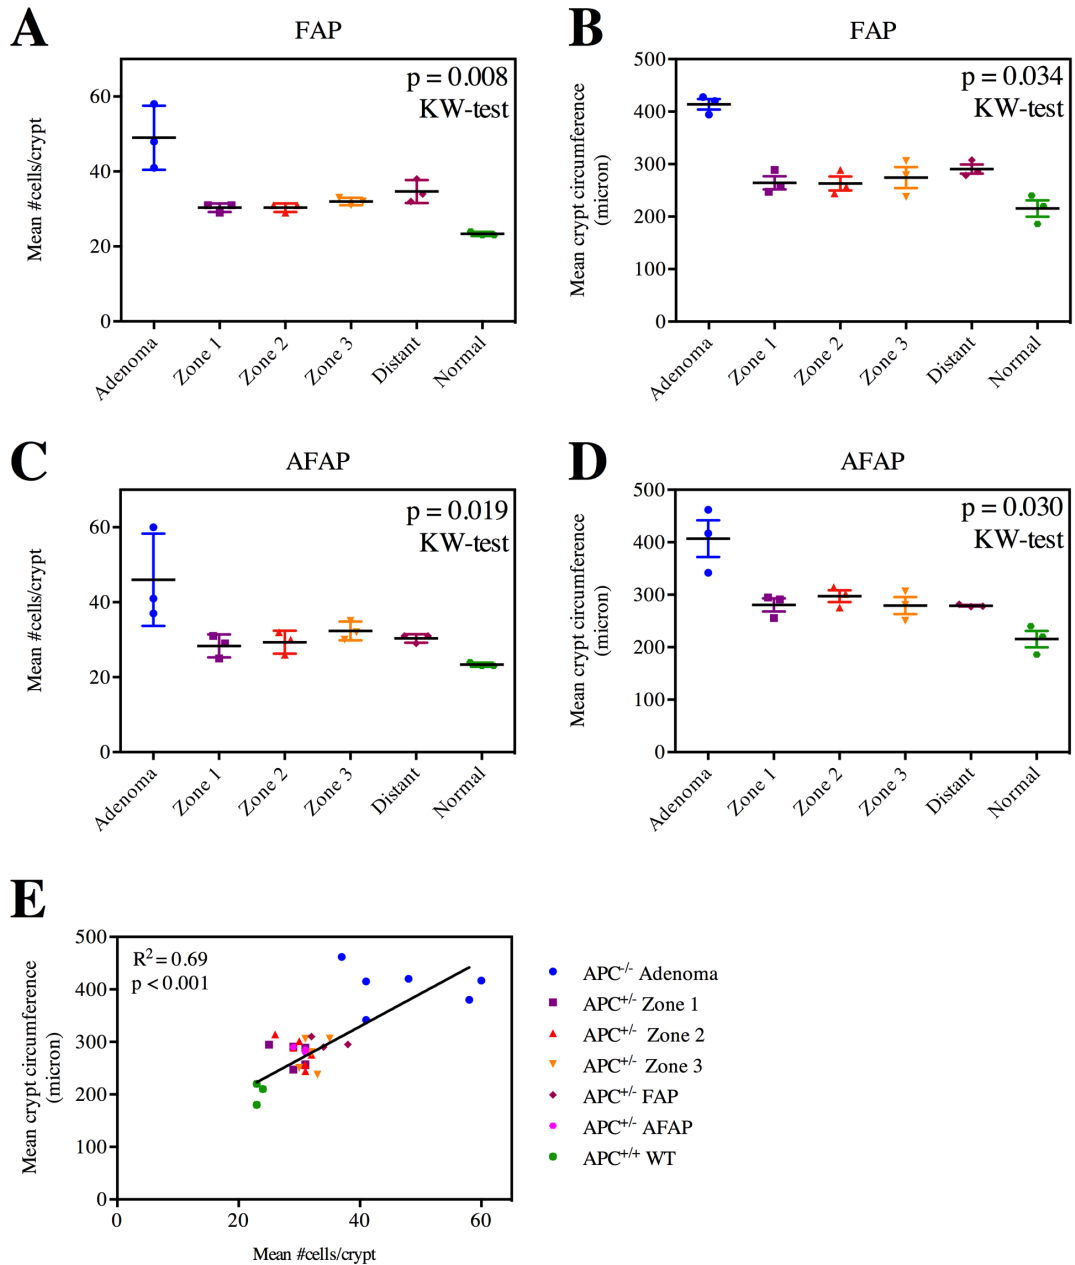 A
FAP
p = 0.008
KW-test
Mean #cells/crypt
60
40
20
0
Adenoma
Zone 1
Zone 2
Zone 3
Distant
Normal
B
FAP
p = 0.034
KW-test
Mean crypt circumference
(micron)
500
400
300
200
100
0
Adenoma
Zone 1
Zone 2
Zone 3
Distant
Normal
C
AFAP
p = 0.019
KW-test
Mean #cells/crypt
60
40
20
0
Adenoma
Zone 1
Zone 2
Zone 3
Distant
Normal
D
AFAP
p = 0.030
KW-test
Mean crypt circumference
(micron)
500
400
300
200
100
0
Adenoma
Zone 1
Zone 2
Zone 3
Distant
Normal
E
R² = 0.69
p < 0.001
Mean crypt circumference
(micron)
500
400
300
200
100
0
0
20
40
60
Mean #cells/crypt
APC⁻/⁻ Adenoma
APC⁺/⁻ Zone 1
APC⁺/⁻ Zone 2
APC⁺/⁻ Zone 3
APC⁺/⁻ FAP
APC⁺/⁻ AFAP
APC⁺/⁺ WT